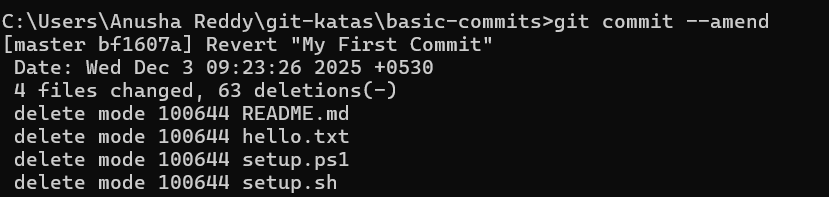 C:\Users\Anusha Reddy\git-katas\basic-commits>git commit --amend
[master bf1607a] Revert "My First Commit"
 Date: Wed Dec 3 09:23:26 2025 +0530
 4 files changed, 63 deletions(-)
 delete mode 100644 README.md
 delete mode 100644 hello.txt
 delete mode 100644 setup.ps1
 delete mode 100644 setup.sh